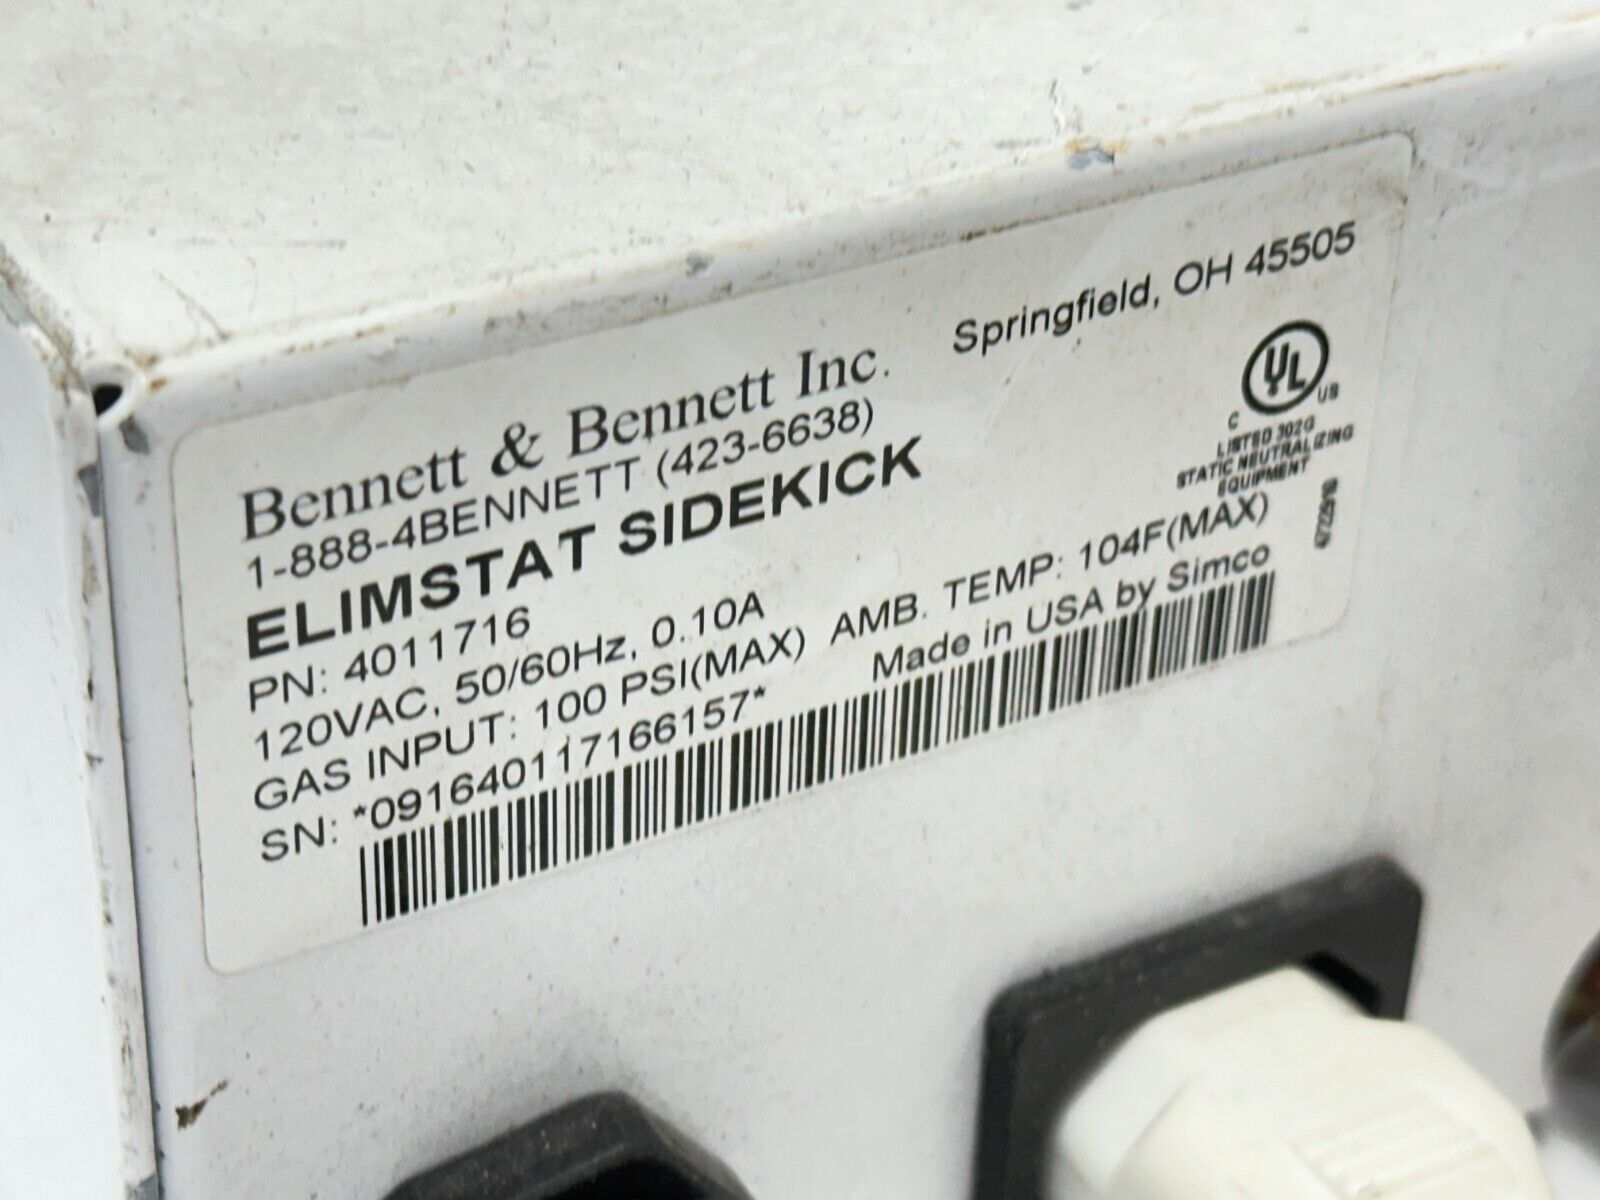 Bennett & Bennett Inc. Springfield, OH 45505
1-888-4BENNETT (423-6638)
ELIMSTAT SIDEKICK
PN: 4011716
120VAC, 50/60Hz, 0.10A
GAS INPUT: 100 PSI(MAX) AMB. TEMP: 104F(MAX)
SN: *091640117166157* Made in USA by Simco
UL
C US
LISTED 302G
STATIC NEUTRALIZING
EQUIPMENT